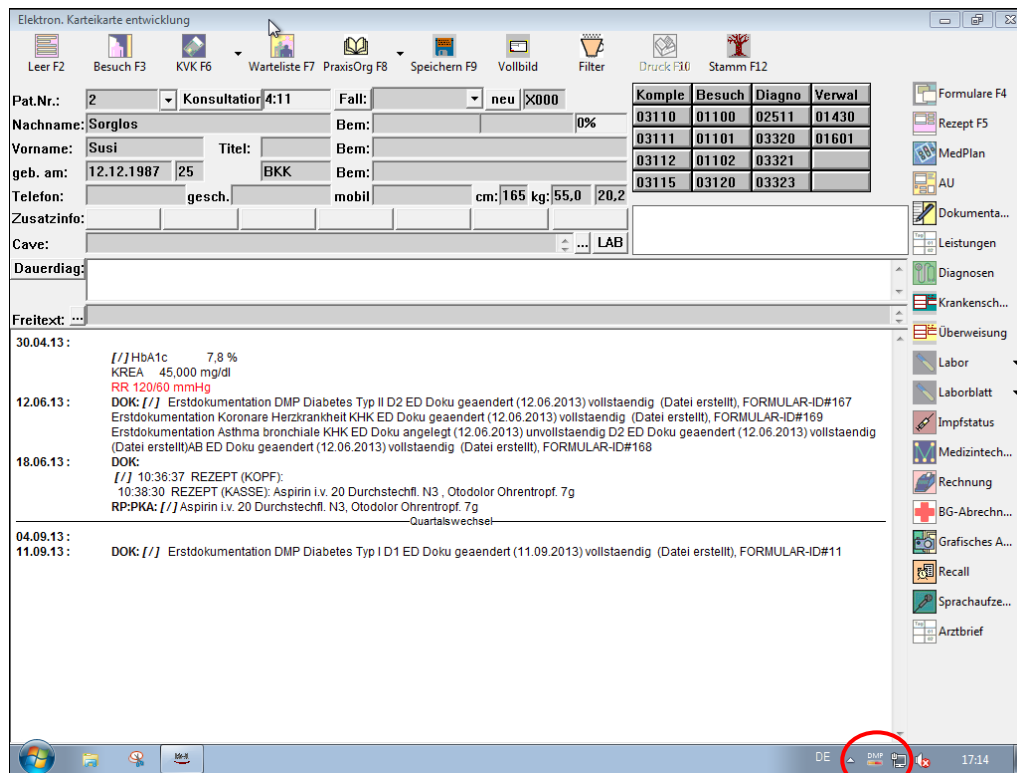 Elektron. Karteikarte entwicklung
Leer F2 Besuch F3 KVK F6 Warteliste F7 PraxisOrg F8 Speichern F9 Vollbild Filter Druck F10 Stamm F12
Pat.Nr.: 2 Konsultation 4:11 Fall: neu X000
Nachname: Sorglos Bem: 0%
Vorname: Susi Titel: Bem:
geb. am: 12.12.1987 25 BKK Bem:
Telefon: gesch. mobil cm: 165 kg: 55,0 20,2
Zusatzinfo:
Cave: ... LAB
Dauerdiag:
Freitext: ...
Komple Besuch Diagno Verwal
03110 01100 02511 01430
03111 01101 03320 01601
03112 01102 03321
03115 03120 03323
30.04.13 :
[/] HbA1c 7,8 %
KREA 45,000 mg/dl
RR 120/60 mmHg
12.06.13 : DOK: [/] Erstdokumentation DMP Diabetes Typ II D2 ED Doku geaendert (12.06.2013) vollstaendig (Datei erstellt), FORMULAR-ID#167
Erstdokumentation Koronare Herzkrankheit KHK ED Doku geaendert (12.06.2013) vollstaendig (Datei erstellt), FORMULAR-ID#169
Erstdokumentation Asthma bronchiale KHK ED Doku angelegt (12.06.2013) unvollstaendig D2 ED Doku geaendert (12.06.2013) vollstaendig
(Datei erstellt)AB ED Doku geaendert (12.06.2013) vollstaendig (Datei erstellt), FORMULAR-ID#168
18.06.13 : DOK:
[/] 10:36:37 REZEPT (KOPF):
10:38:30 REZEPT (KASSE): Aspirin i.v. 20 Durchstechfl. N3 , Otodolor Ohrentropf. 7g
RP:PKA: [/] Aspirin i.v. 20 Durchstechfl. N3, Otodolor Ohrentropf. 7g
Quartalswechsel
04.09.13 :
11.09.13 : DOK: [/] Erstdokumentation DMP Diabetes Typ I D1 ED Doku geaendert (11.09.2013) vollstaendig (Datei erstellt), FORMULAR-ID#11
Formulare F4
Rezept F5
MedPlan
AU
Dokumenta...
Leistungen
Diagnosen
Krankensch...
Überweisung
Labor
Laborblatt
Impfstatus
Medizintech...
Rechnung
BG-Abrechn...
Grafisches A...
Recall
Sprachaufze...
Arztbrief
DE DMP 17:14